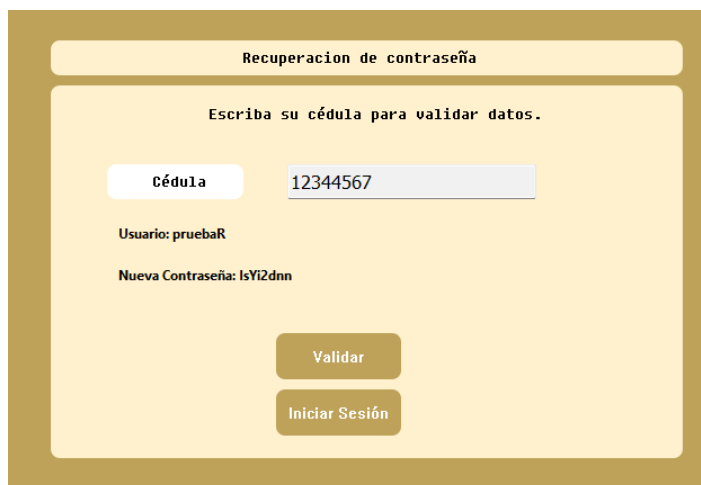 Recuperacion de contraseña
Escriba su cédula para validar datos.
Cédula
12344567
Usuario: pruebaR
Nueva Contraseña: IsYi2dnn
Validar
Iniciar Sesión